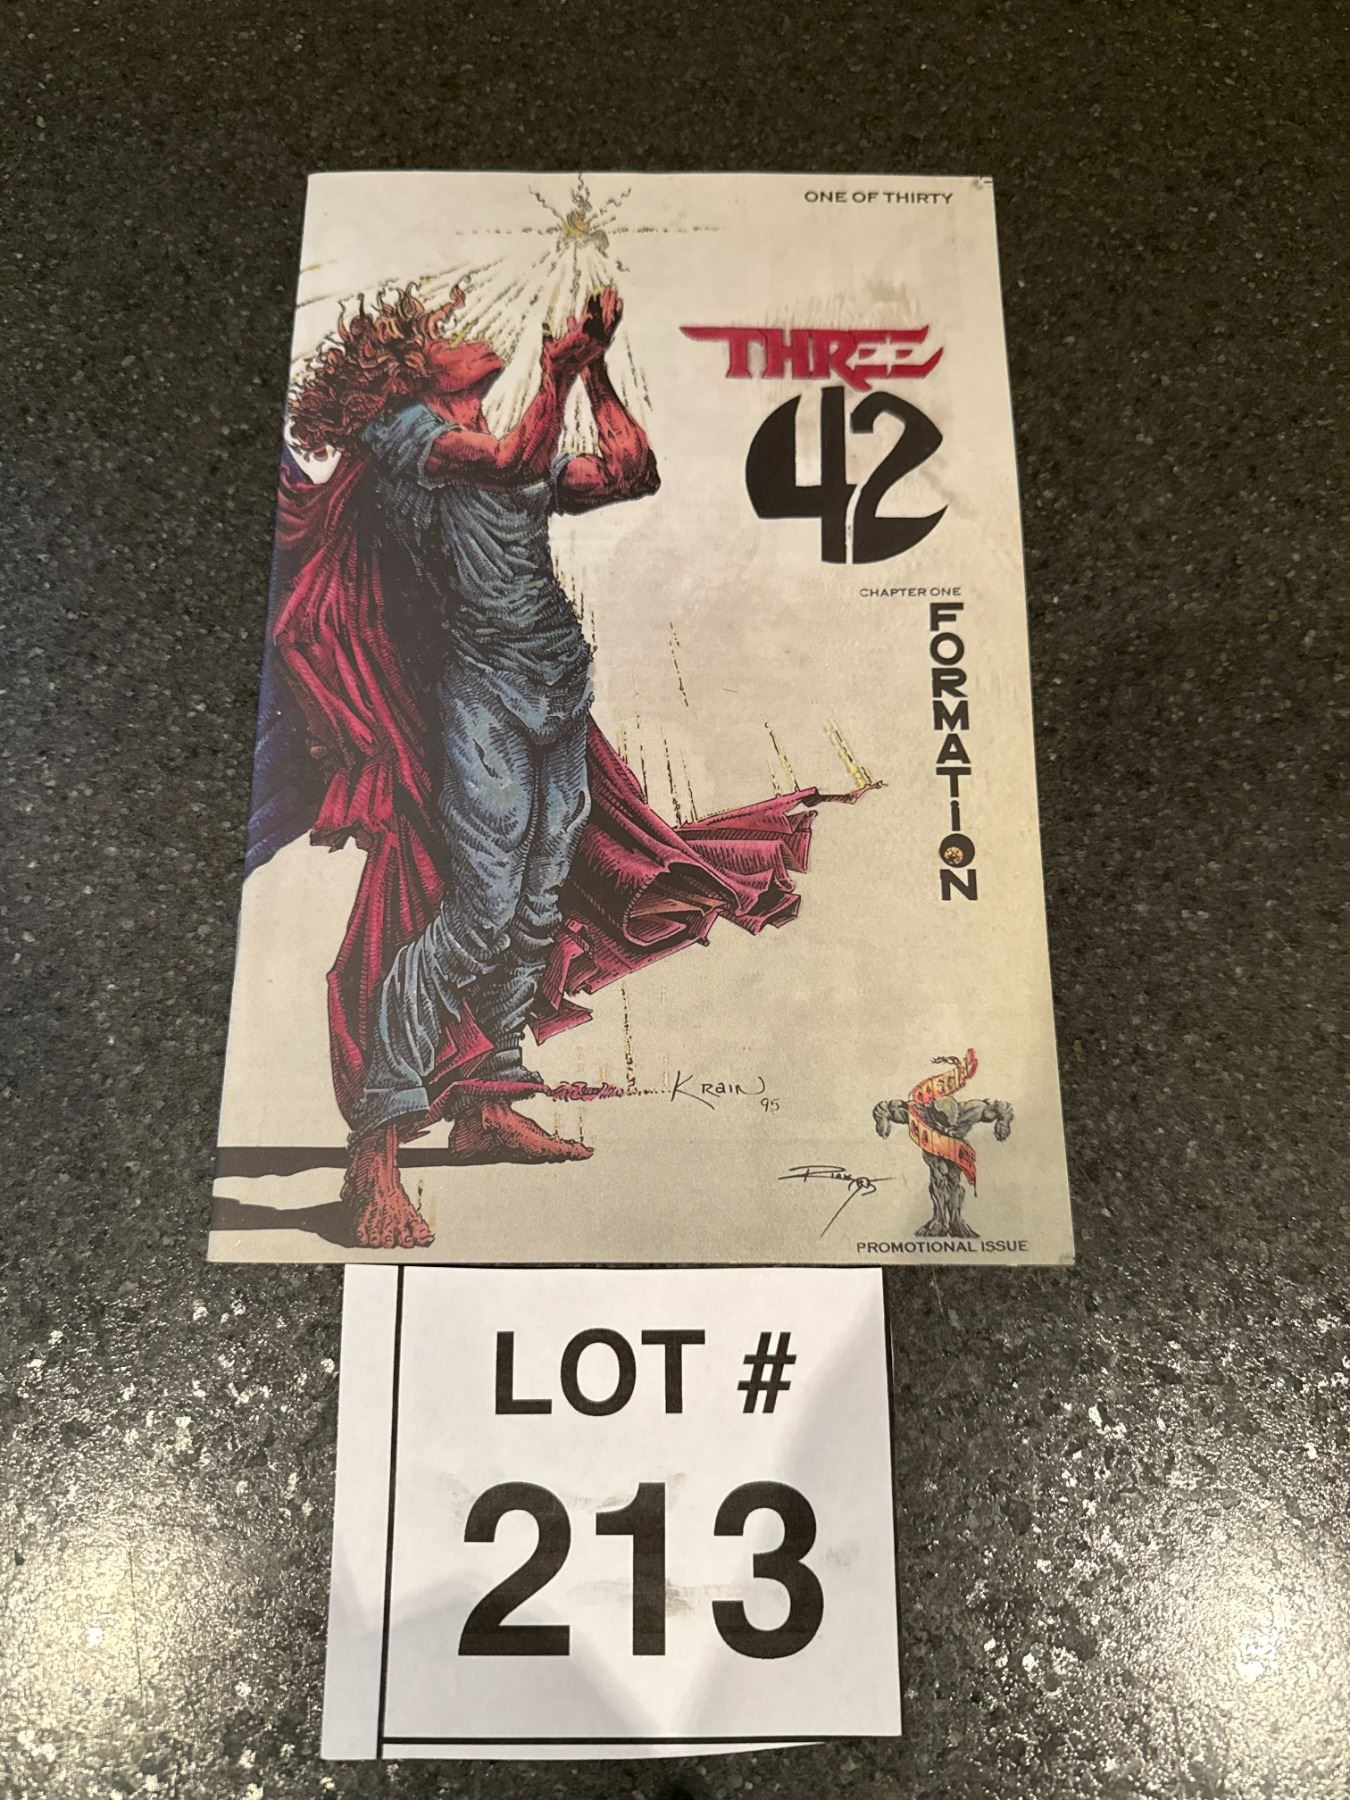 ONE OF THIRTY
THREE
42
CHAPTER ONE
FORMATION
KRAIN
95
PROMOTIONAL ISSUE
LOT #
213